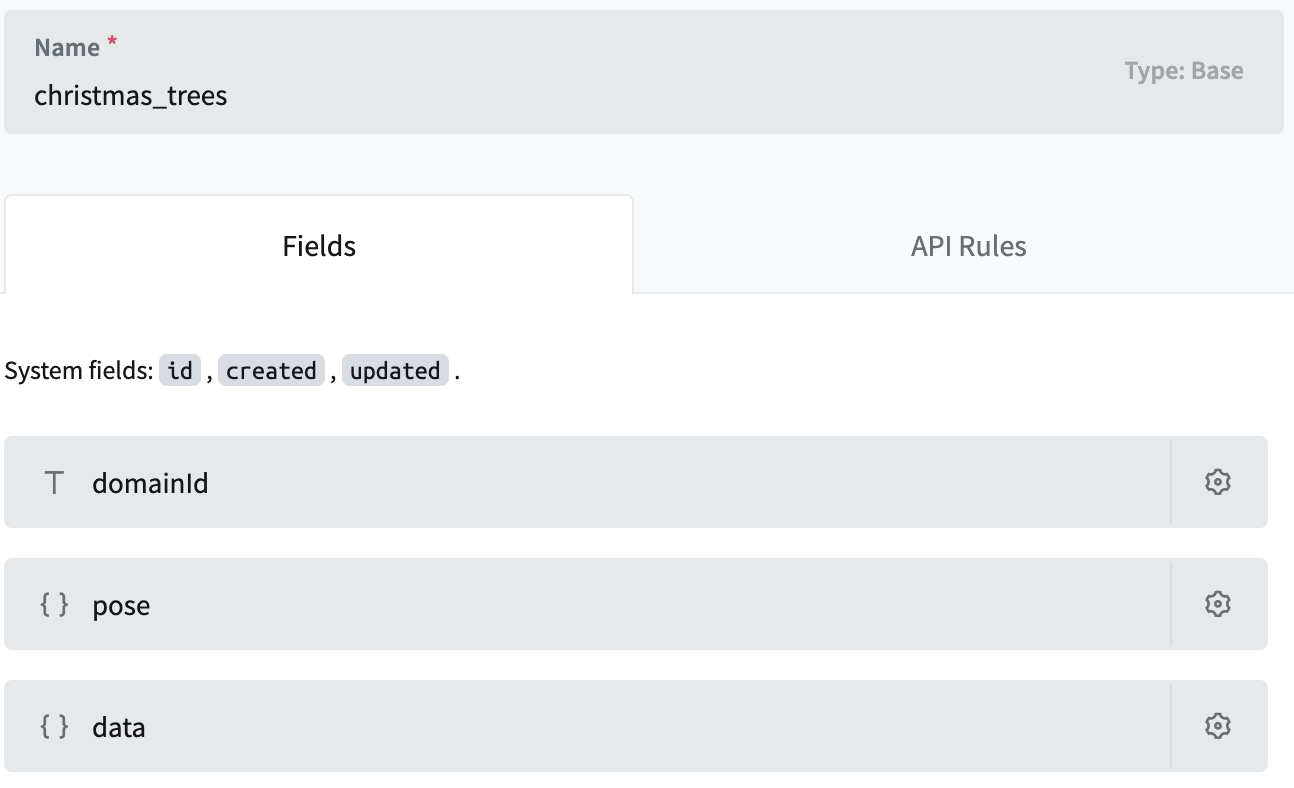 Name *
christmas_trees
Type: Base
Fields
API Rules
System fields: id , created , updated .
T domainId
{ } pose
{ } data